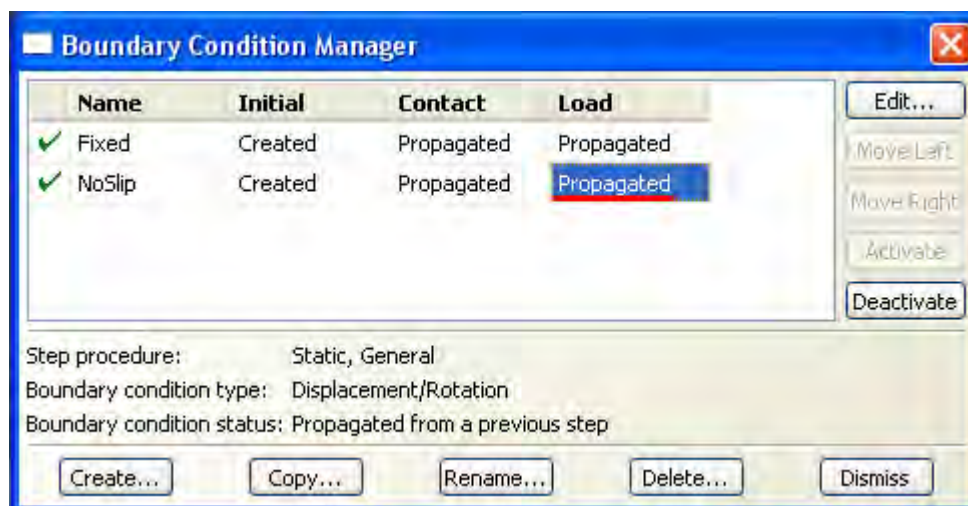 Boundary Condition Manager
Name Initial Contact Load
Fixed Created Propagated Propagated
NoSlip Created Propagated Propagated
Edit...
Move Left
Move Right
Activate
Deactivate
Step procedure: Static, General
Boundary condition type: Displacement/Rotation
Boundary condition status: Propagated from a previous step
Create... Copy... Rename... Delete... Dismiss